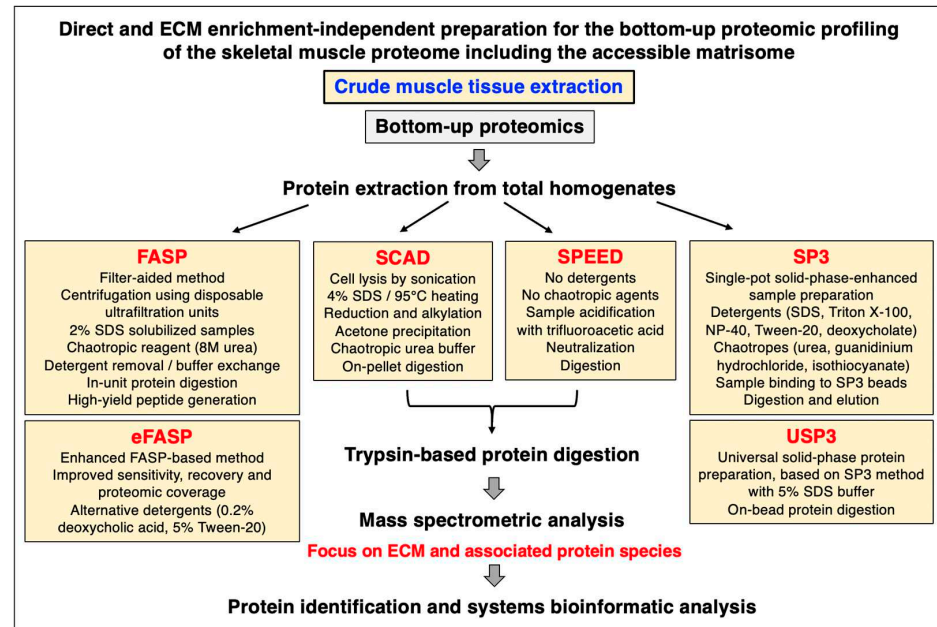 Direct and ECM enrichment-independent preparation for the bottom-up proteomic profiling
of the skeletal muscle proteome including the accessible matrisome
Crude muscle tissue extraction
Bottom-up proteomics
Protein extraction from total homogenates
FASP
Filter-aided method
Centrifugation using disposable
ultrafiltration units
2% SDS solubilized samples
Chaotropic reagent (8M urea)
Detergent removal / buffer exchange
In-unit protein digestion
High-yield peptide generation
eFASP
Enhanced FASP-based method
Improved sensitivity, recovery and
proteomic coverage
Alternative detergents (0.2%
deoxycholic acid, 5% Tween-20)
SCAD
Cell lysis by sonication
4% SDS / 95°C heating
Reduction and alkylation
Acetone precipitation
Chaotropic urea buffer
On-pellet digestion
SPEED
No detergents
No chaotropic agents
Sample acidification
with trifluoroacetic acid
Neutralization
Digestion
SP3
Single-pot solid-phase-enhanced
sample preparation
Detergents (SDS, Triton X-100,
NP-40, Tween-20, deoxycholate)
Chaotropes (urea, guanidinium
hydrochloride, isothiocyanate)
Sample binding to SP3 beads
Digestion and elution
USP3
Universal solid-phase protein
preparation, based on SP3 method
with 5% SDS buffer
On-bead protein digestion
Trypsin-based protein digestion
Mass spectrometric analysis
Focus on ECM and associated protein species
Protein identification and systems bioinformatic analysis